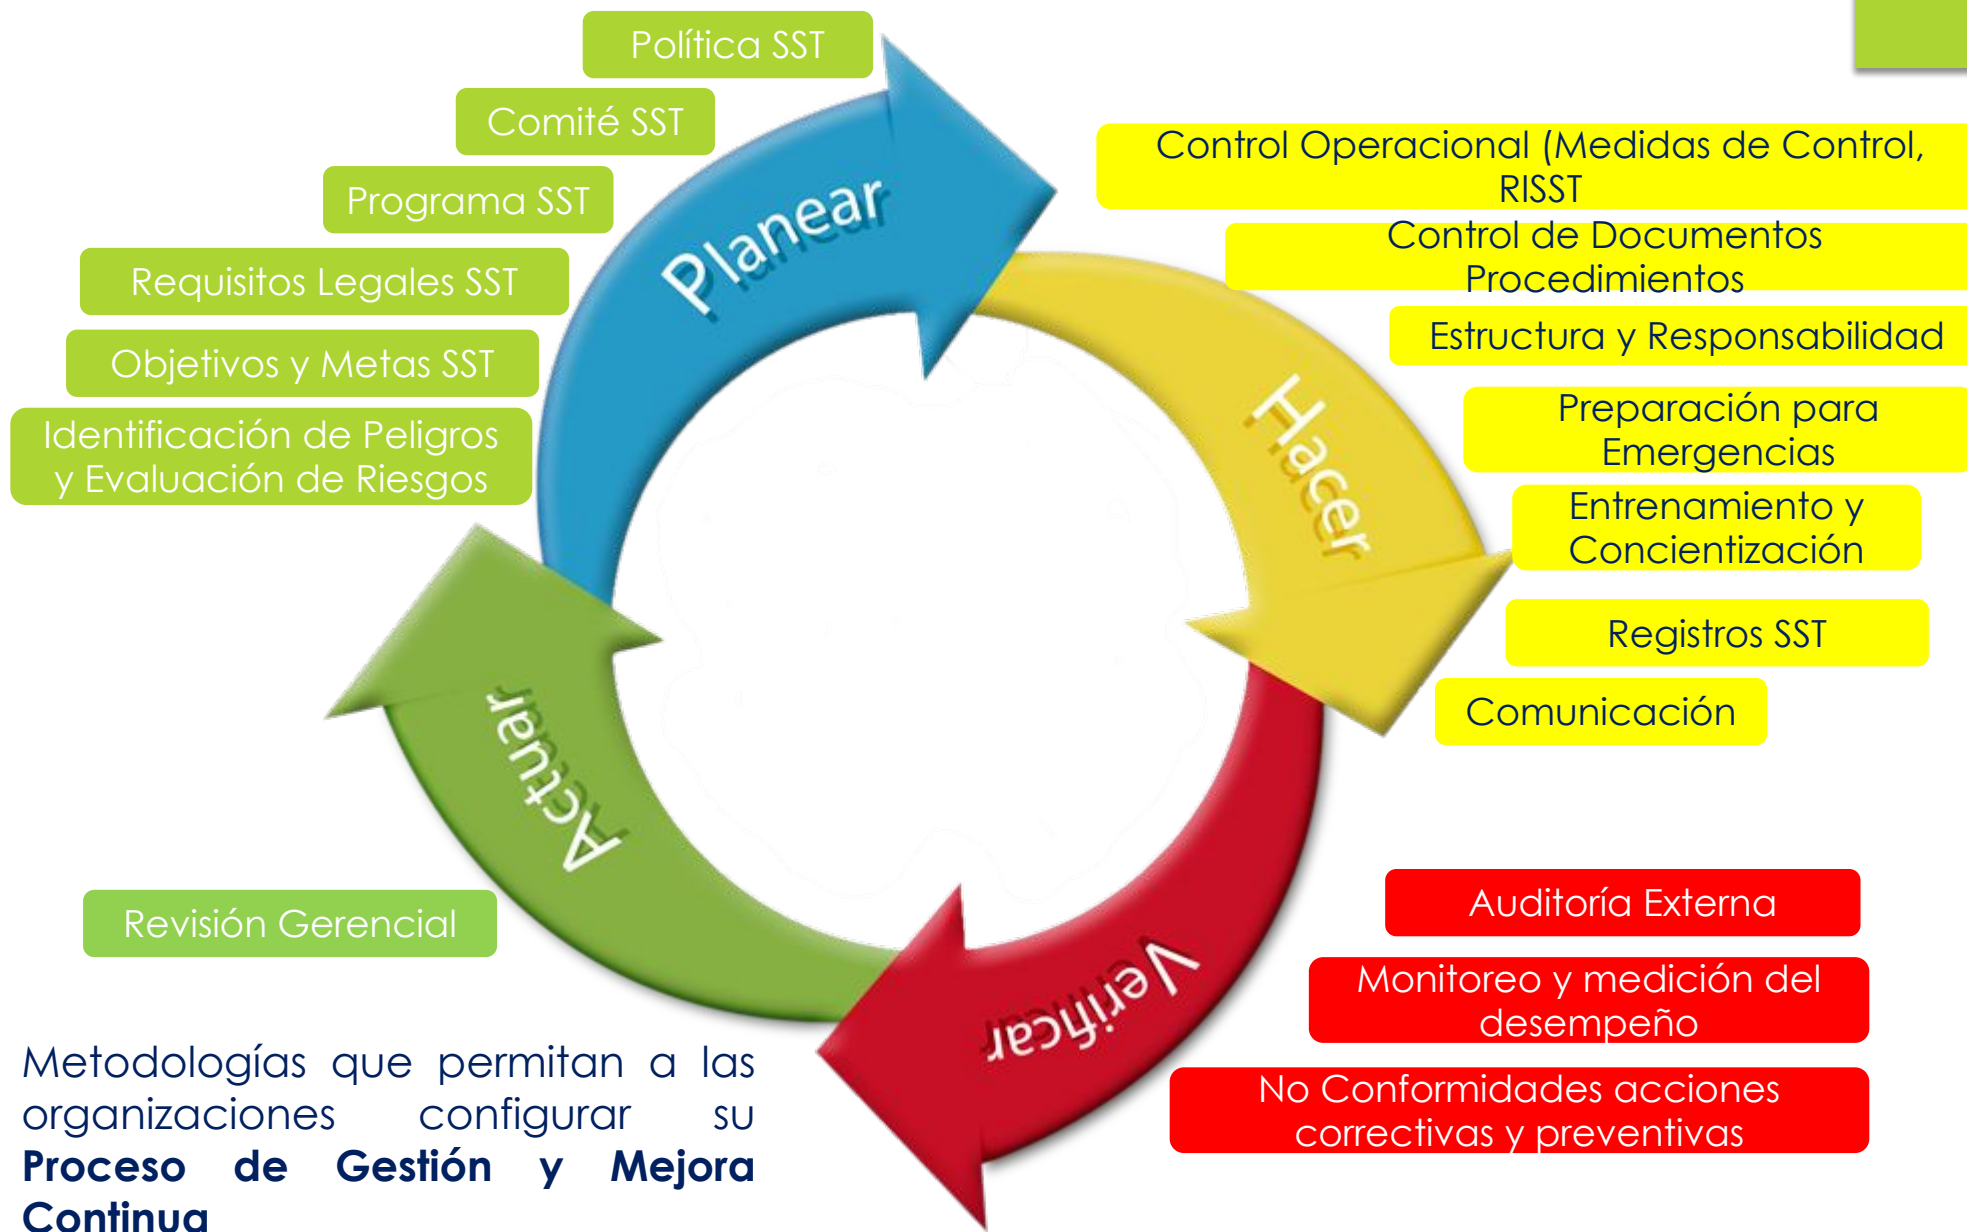 Política SST
Comité SST
Programa SST
Requisitos Legales SST
Objetivos y Metas SST
Identificación de Peligros
y Evaluación de Riesgos
Planear
Control Operacional (Medidas de Control,
RISST
Control de Documentos
Procedimientos
Estructura y Responsabilidad
Preparación para
Emergencias
Entrenamiento y
Concientización
Registros SST
Comunicación
Hacer
Auditoría Externa
Monitoreo y medición del
desempeño
No Conformidades acciones
correctivas y preventivas
Verificar
Actuar
Revisión Gerencial
Metodologías que permitan a las
organizaciones configurar su
Proceso de Gestión y Mejora
Continua